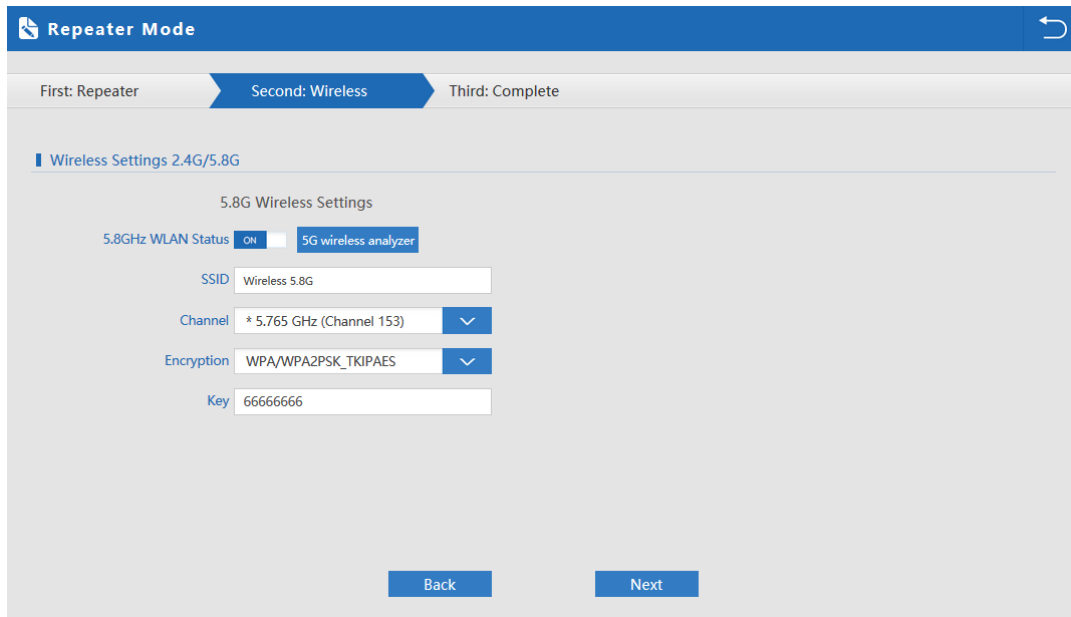 Repeater Mode
First: Repeater Second: Wireless Third: Complete
Wireless Settings 2.4G/5.8G
5.8G Wireless Settings
5.8GHz WLAN Status ON 5G wireless analyzer
SSID Wireless 5.8G
Channel * 5.765 GHz (Channel 153)
Encryption WPA/WPA2PSK_TKIPAES
Key 66666666
Back Next